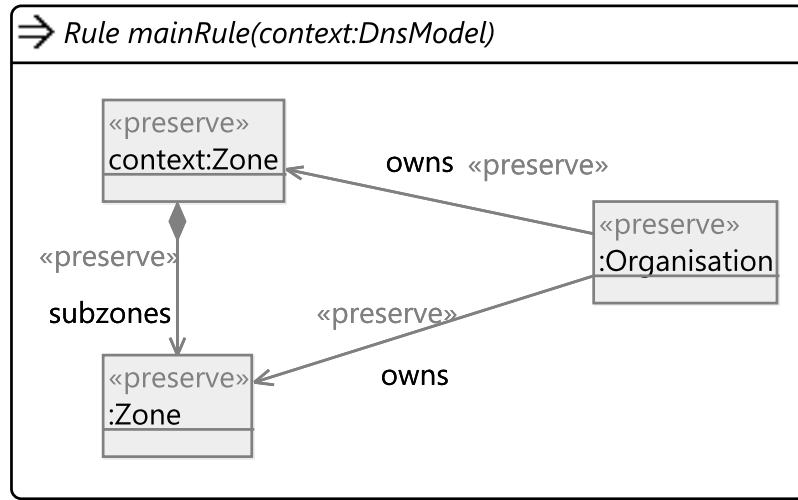 Rule mainRule(context:DnsModel)
«preserve»
context:Zone
owns «preserve»
«preserve»
:Organisation
«preserve»
subzones
«preserve»
owns
«preserve»
:Zone